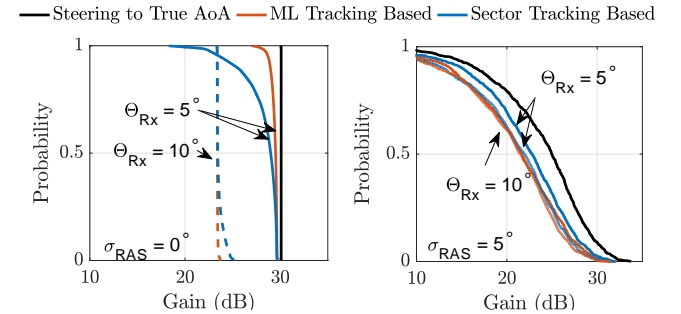 Steering to True AoA ML Tracking Based Sector Tracking Based
1
0.5
0
10 20 30
Probability
Gain (dB)
Θ_Rx = 5°
Θ_Rx = 10°
σ_RAS = 0°
1
0.5
0
10 20 30
Probability
Gain (dB)
Θ_Rx = 5°
Θ_Rx = 10°
σ_RAS = 5°